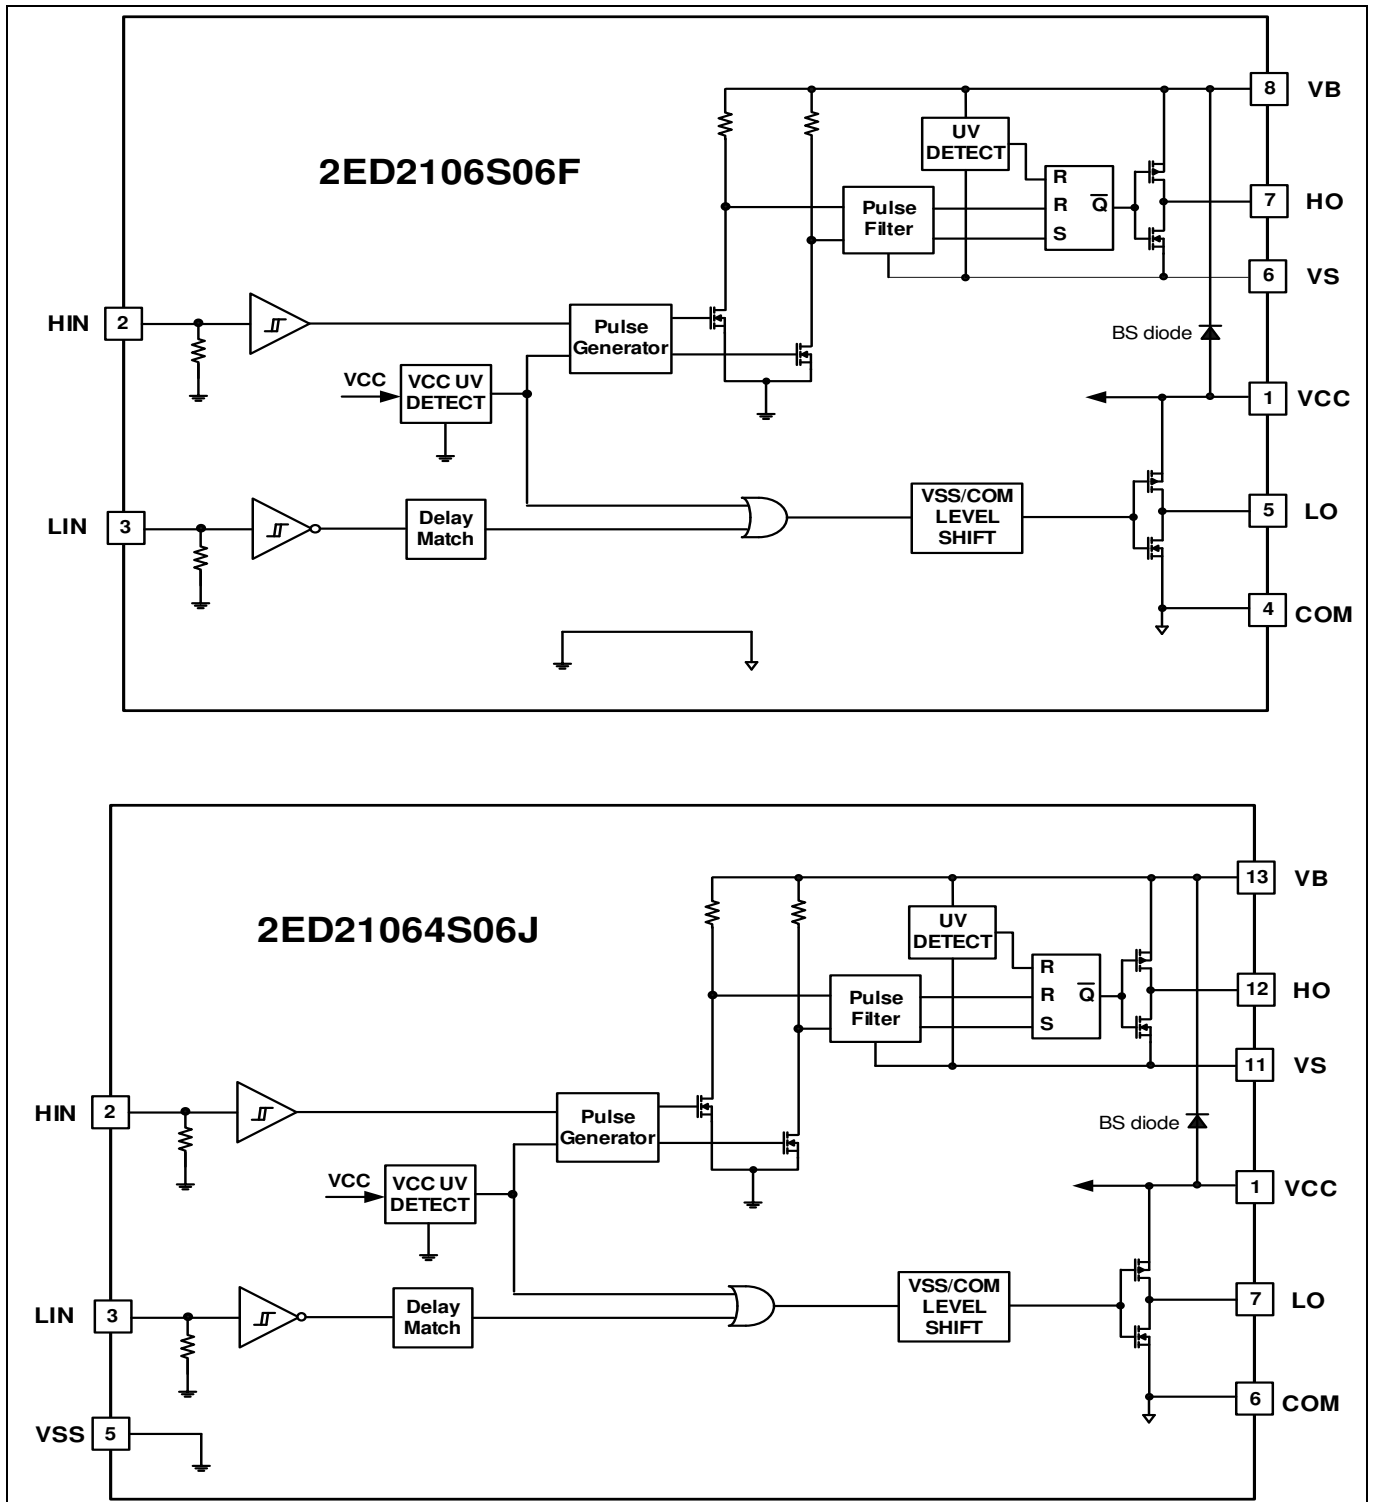 2ED2106S06F
8 VB
UV
DETECT
R
R Q̅
S
Pulse
Filter
7 HO
6 VS
HIN 2
Pulse
Generator
BS diode
VCC
VCC UV
DETECT
1 VCC
LIN 3
Delay
Match
VSS/COM
LEVEL
SHIFT
5 LO
4 COM
2ED21064S06J
13 VB
UV
DETECT
R
R Q̅
S
Pulse
Filter
12 HO
11 VS
HIN 2
Pulse
Generator
BS diode
VCC
VCC UV
DETECT
1 VCC
LIN 3
Delay
Match
VSS/COM
LEVEL
SHIFT
7 LO
6 COM
VSS 5